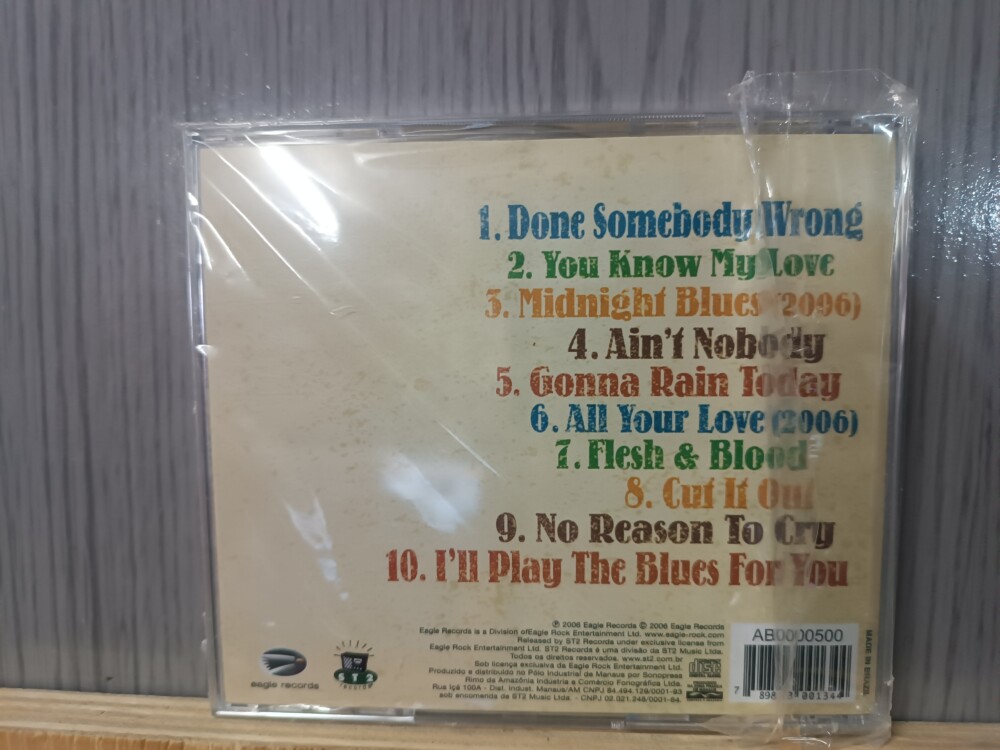 1. Done Somebody Wrong
2. You Know My Love
3. Midnight Blues (2006)
4. Ain't Nobody
5. Gonna Rain Today
6. All Your Love (2006)
7. Flesh & Blood
8. Cut It Out
9. No Reason To Cry
10. I'll Play The Blues For You
℗ 2006 Eagle Records © 2006 Eagle Records
Eagle Records is a Division ofEagle Rock Entertainment Ltd. www.eagle-rock.com
Released by ST2 Records under exclusive license from
Eagle Rock Entertainment Ltd. ST2 Records é uma divisão da ST2 Music Ltda.
Todos os direitos reservados. www.st2.com.br
Sob licença exclusiva da Eagle Rock Entertainment Ltd.
Produzido e distribuído no Pólo Industrial de Manaus por Sonopress
Rimo da Amazônia Indústria e Comércio Fonográfica Ltda.
Rua Içá 100A - Dist. Indust. Manaus/AM CNPJ 84.494.129/0001-93
sob encomenda da ST2 Music Ltda. - CNPJ 02.021.248/0001-64.
eagle records
ST2
records
disc
AB0000500
MADE IN BRAZIL